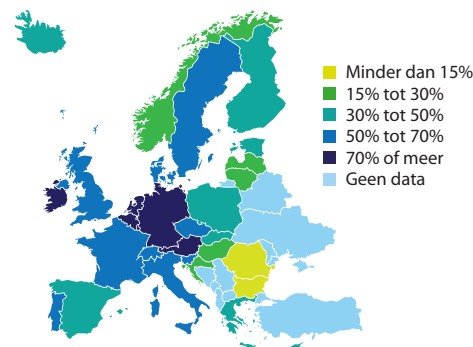 Minder dan 15%
15% tot 30%
30% tot 50%
50% tot 70%
70% of meer
Geen data